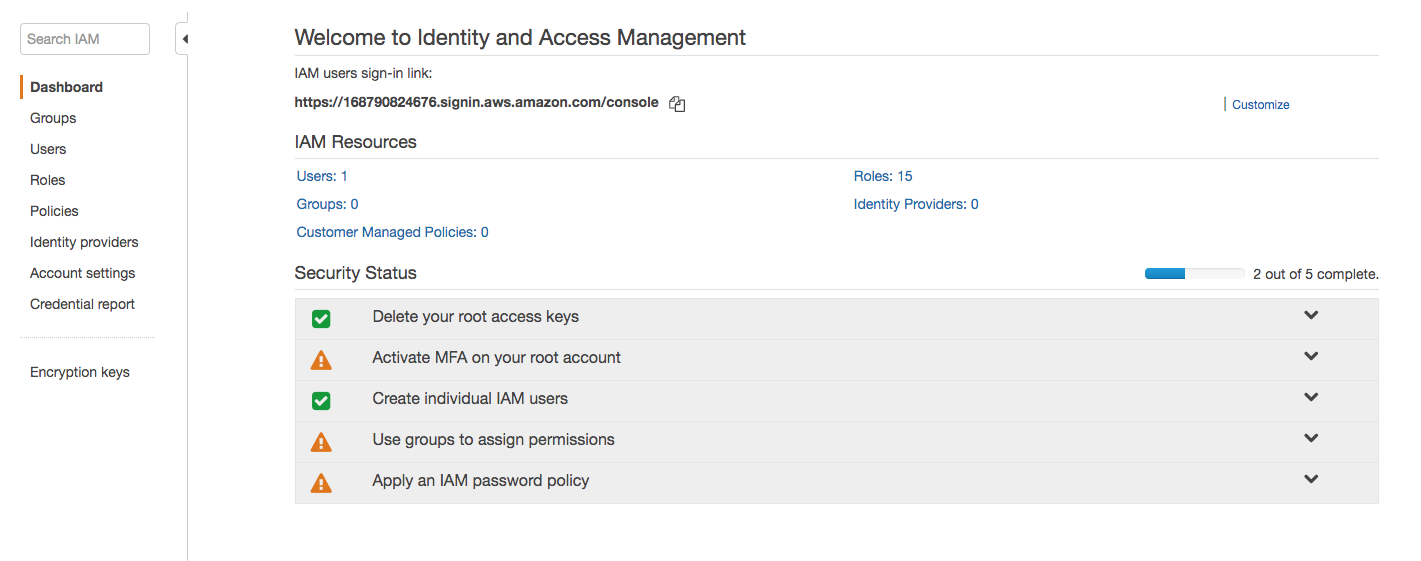 Search IAM
Dashboard
Groups
Users
Roles
Policies
Identity providers
Account settings
Credential report
Encryption keys
Welcome to Identity and Access Management
IAM users sign-in link:
https://168790824676.signin.aws.amazon.com/console
Customize
IAM Resources
Users: 1
Roles: 15
Groups: 0
Identity Providers: 0
Customer Managed Policies: 0
Security Status
2 out of 5 complete.
Delete your root access keys
Activate MFA on your root account
Create individual IAM users
Use groups to assign permissions
Apply an IAM password policy